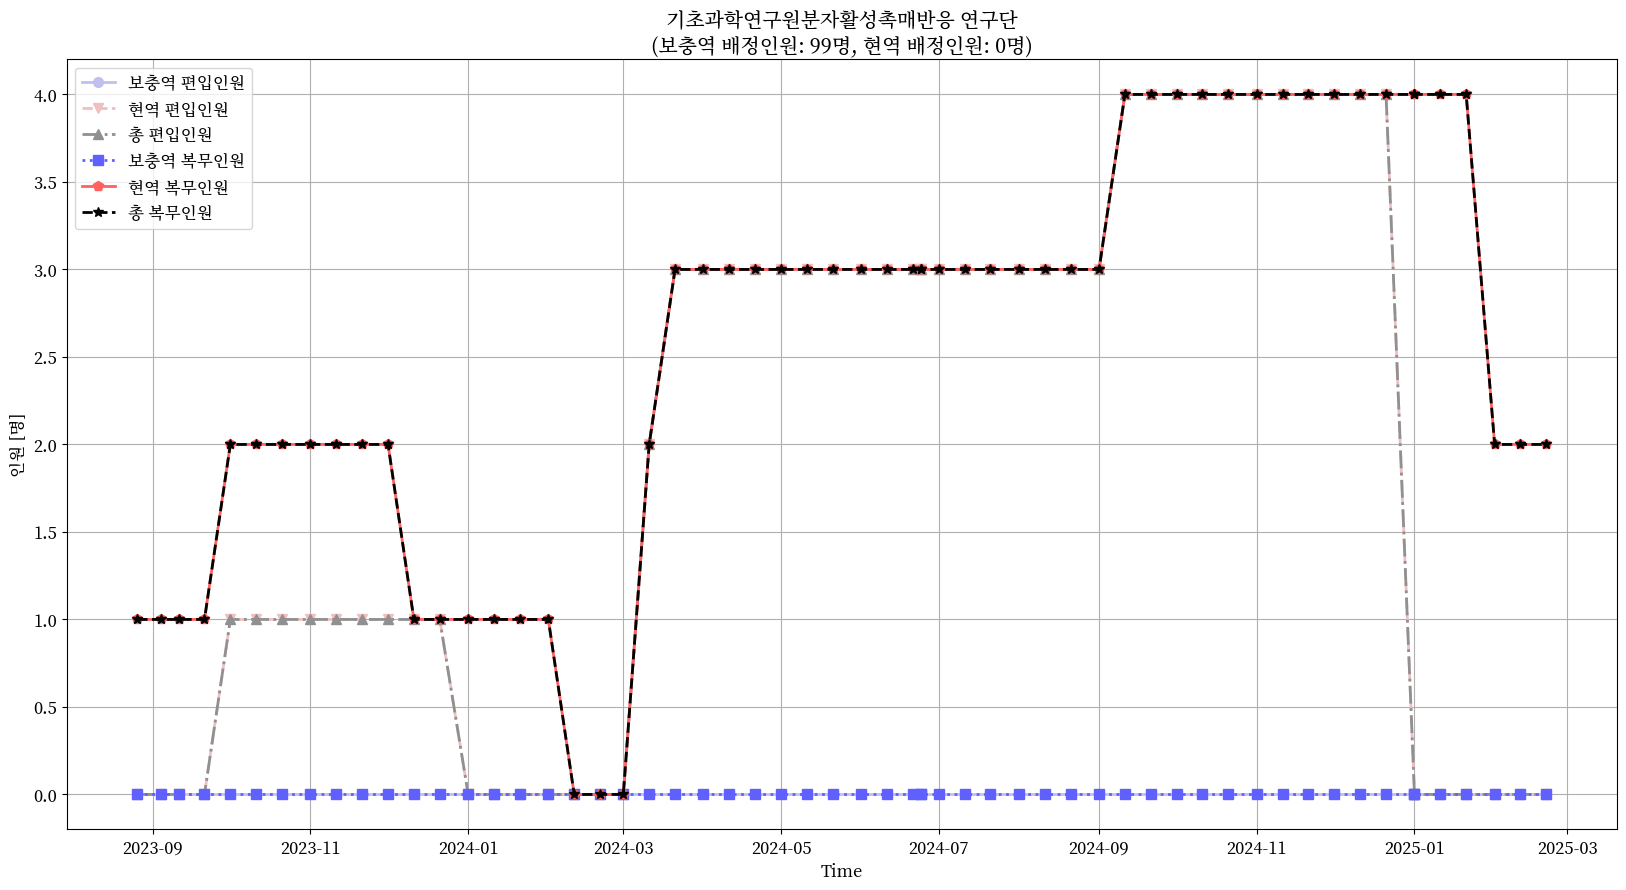 기초과학연구원분자활성촉매반응 연구단
(보충역 배정인원: 99명, 현역 배정인원: 0명)
보충역 편입인원
현역 편입인원
총 편입인원
보충역 복무인원
현역 복무인원
총 복무인원
4.0
3.5
3.0
2.5
2.0
1.5
1.0
0.5
0.0
인원 [명]
2023-09 2023-11 2024-01 2024-03 2024-05 2024-07 2024-09 2024-11 2025-01 2025-03
Time